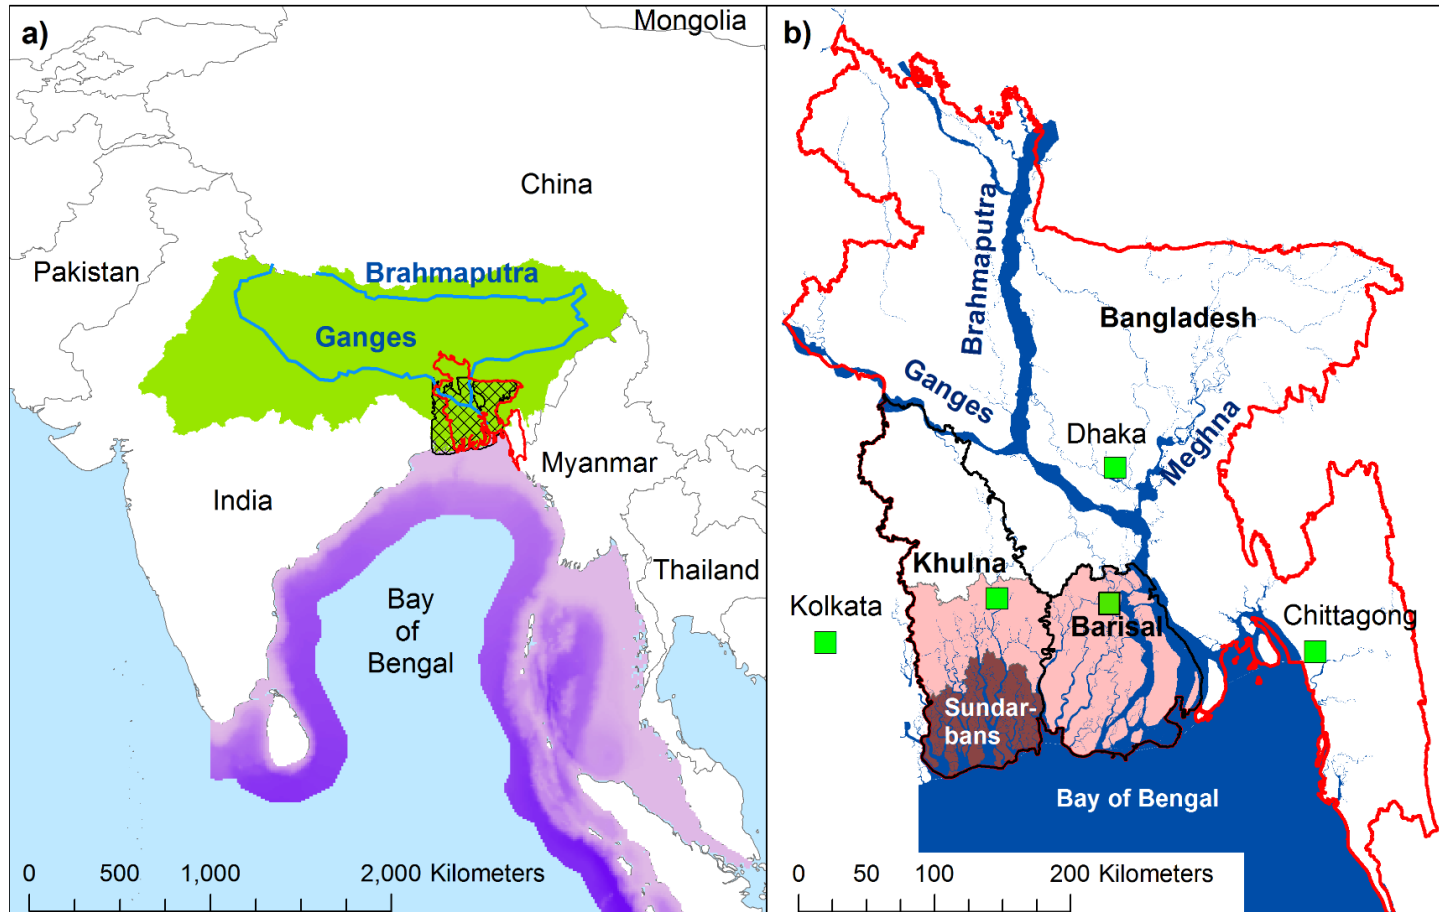 a)
Mongolia
China
Pakistan
Brahmaputra
Ganges
Myanmar
India
Thailand
Bay
of
Bengal
0 500 1,000 2,000 Kilometers
b)
Brahmaputra
Bangladesh
Ganges
Dhaka
Meghna
Khulna
Kolkata
Barisal
Chittagong
Sundar-
bans
Bay of Bengal
0 50 100 200 Kilometers